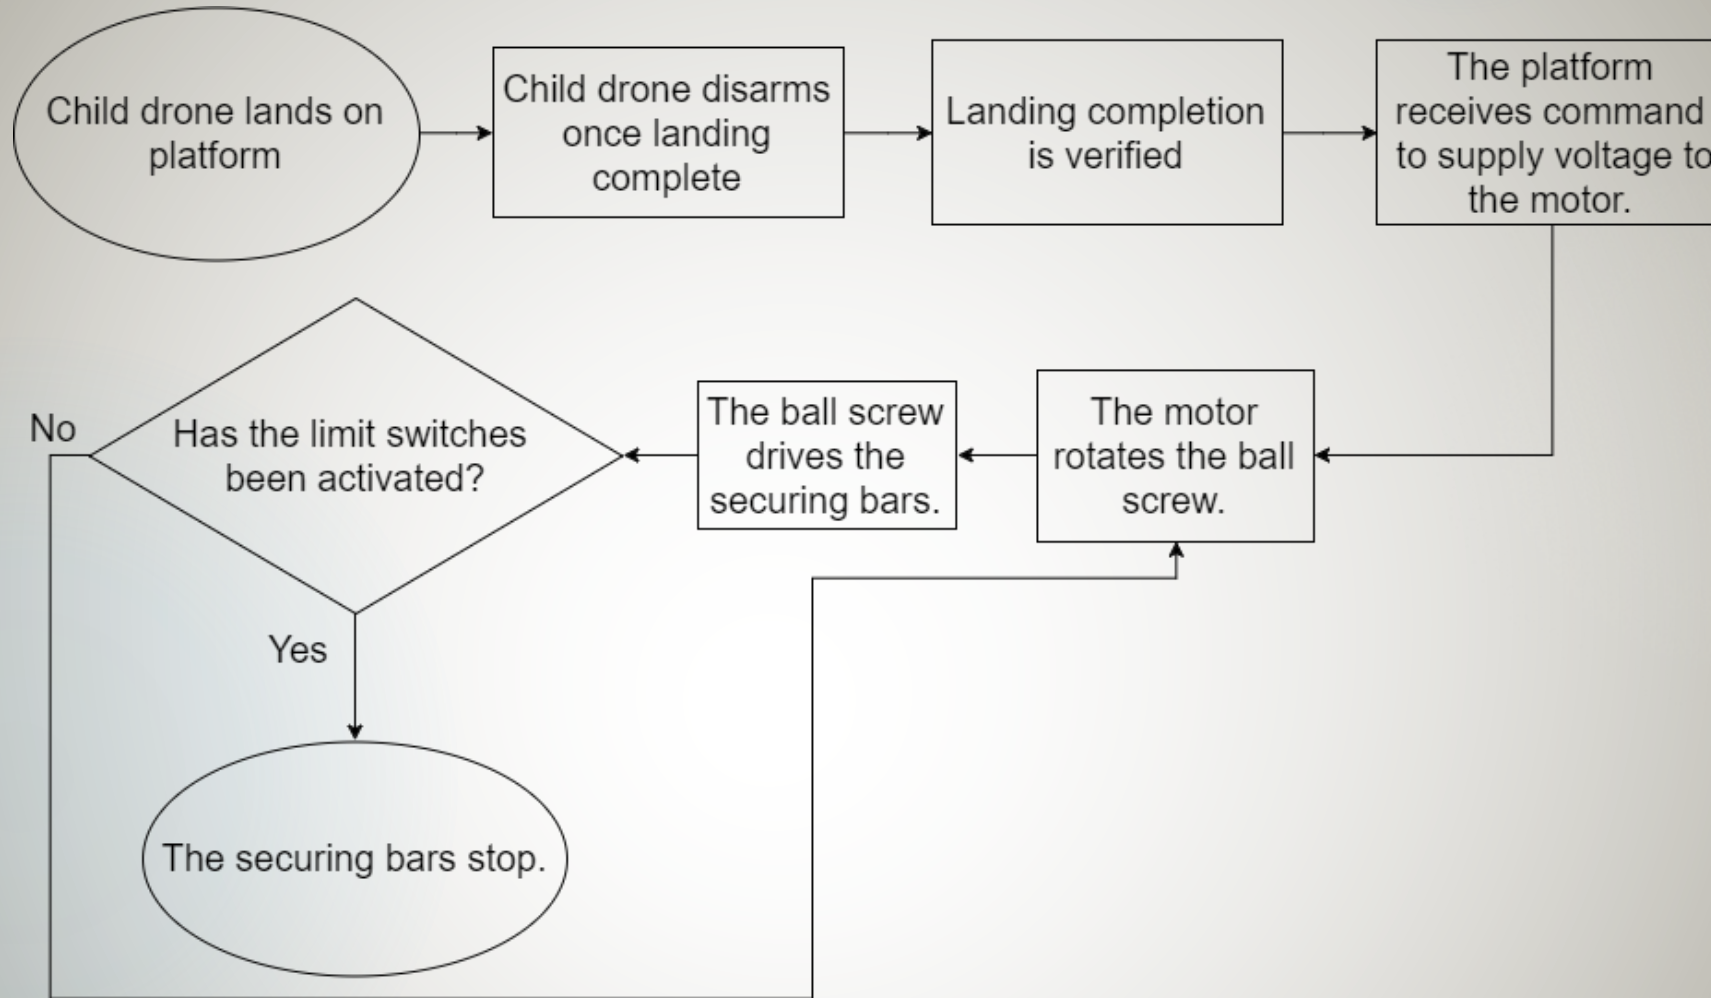 Child drone lands on
platform
Child drone disarms
once landing
complete
Landing completion
is verified
The platform
receives command
to supply voltage to
the motor.
The motor
rotates the ball
screw.
The ball screw
drives the
securing bars.
Has the limit switches
been activated?
No
Yes
The securing bars stop.